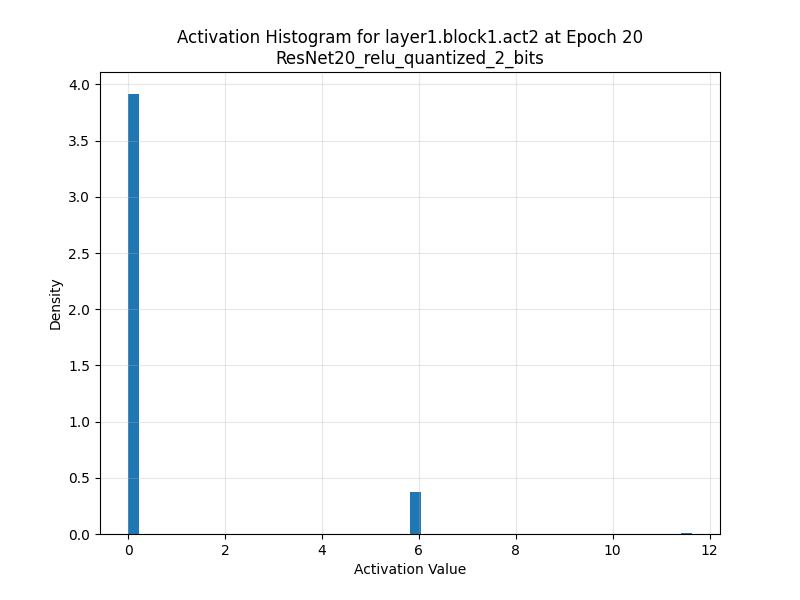 Activation Histogram for layer1.block1.act2 at Epoch 20
ResNet20_relu_quantized_2_bits
4.0
3.5
3.0
2.5
2.0
1.5
1.0
0.5
0.0
Density
0 2 4 6 8 10 12
Activation Value